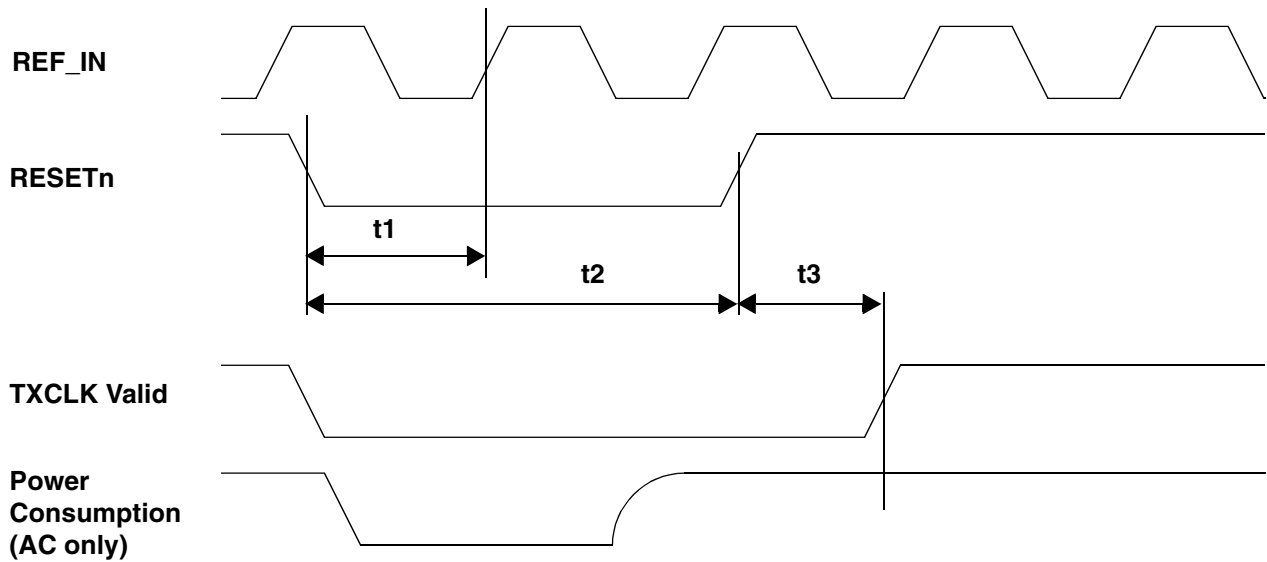 REF_IN
RESETn
t1
t2
t3
TXCLK Valid
Power
Consumption
(AC only)